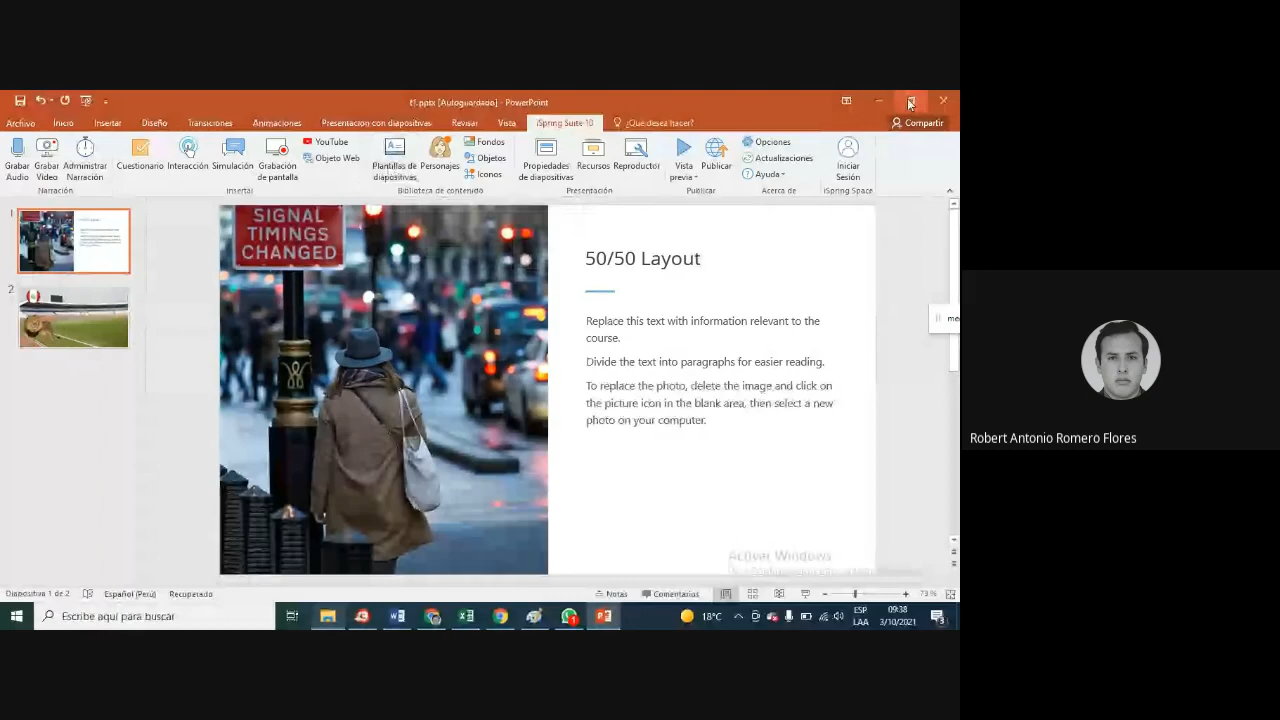 f!.pptx [Autoguardado] - PowerPoint
Archivo Inicio Insertar Diseño Transiciones Animaciones Presentación con diapositivas Revisar Vista iSpring Suite 10 ¿Qué desea hacer? Compartir
Grabar Audio
Grabar Video
Administrar Narración
Narración
Cuestionario
Interacción
Simulación
Grabación de pantalla
YouTube
Objeto Web
Insertar
Plantillas de diapositivas
Personajes
Fondos
Objetos
Iconos
Biblioteca de contenido
Propiedades de diapositivas
Recursos
Reproductor
Presentación
Vista previa
Publicar
Publicar
Opciones
Actualizaciones
Ayuda
Acerca de
Iniciar Sesión
iSpring Space
1
2
SIGNAL
TIMINGS
CHANGED
50/50 Layout
Replace this text with information relevant to the
course.
Divide the text into paragraphs for easier reading.
To replace the photo, delete the image and click on
the picture icon in the blank area, then select a new
photo on your computer.
Activar Windows
Diapositiva 1 de 2 Español (Perú) Recuperado Notas Comentarios 73 %
Escribe aquí para buscar
18°C
ESP
LAA
09:38
3/10/2021
3
Robert Antonio Romero Flores